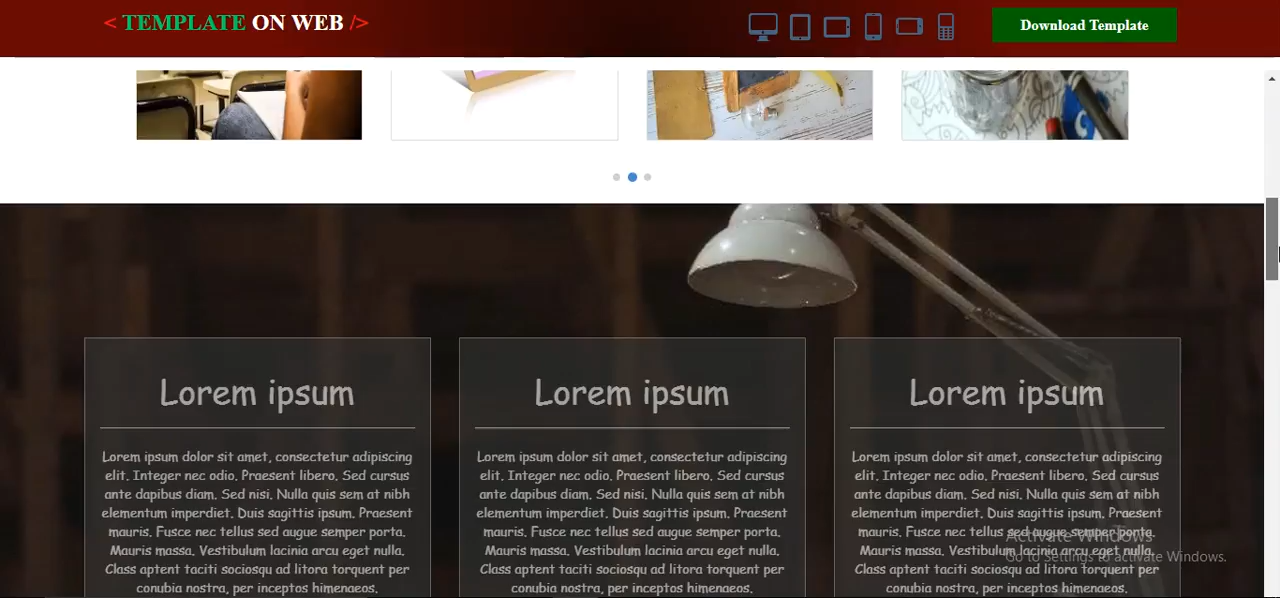 < TEMPLATE ON WEB />
Download Template
Lorem ipsum
Lorem ipsum dolor sit amet, consectetur adipiscing
elit. Integer nec odio. Praesent libero. Sed cursus
ante dapibus diam. Sed nisi. Nulla quis sem at nibh
elementum imperdiet. Duis sagittis ipsum. Praesent
mauris. Fusce nec tellus sed augue semper porta.
Mauris massa. Vestibulum lacinia arcu eget nulla.
Class aptent taciti sociosqu ad litora torquent per
conubia nostra, per inceptos himenaeos.
Lorem ipsum
Lorem ipsum dolor sit amet, consectetur adipiscing
elit. Integer nec odio. Praesent libero. Sed cursus
ante dapibus diam. Sed nisi. Nulla quis sem at nibh
elementum imperdiet. Duis sagittis ipsum. Praesent
mauris. Fusce nec tellus sed augue semper porta.
Mauris massa. Vestibulum lacinia arcu eget nulla.
Class aptent taciti sociosqu ad litora torquent per
conubia nostra, per inceptos himenaeos.
Lorem ipsum
Lorem ipsum dolor sit amet, consectetur adipiscing
elit. Integer nec odio. Praesent libero. Sed cursus
ante dapibus diam. Sed nisi. Nulla quis sem at nibh
elementum imperdiet. Duis sagittis ipsum. Praesent
mauris. Fusce nec tellus sed augue semper porta.
Mauris massa. Vestibulum lacinia arcu eget nulla.
Class aptent taciti sociosqu ad litora torquent per
conubia nostra, per inceptos himenaeos.
Activate Windows
Go to Settings to activate Windows.